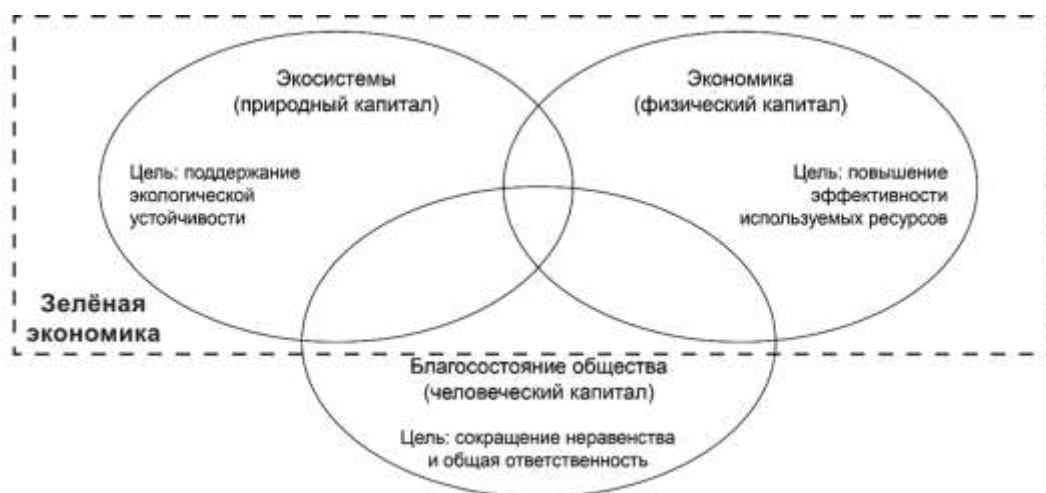 Экосистемы
(природный капитал)
Экономика
(физический капитал)
Цель: поддержание
экологической
устойчивости
Цель: повышение
эффективности
используемых ресурсов
Зелёная
экономика
Благосостояние общества
(человеческий капитал)
Цель: сокращение неравенства
и общая ответственность